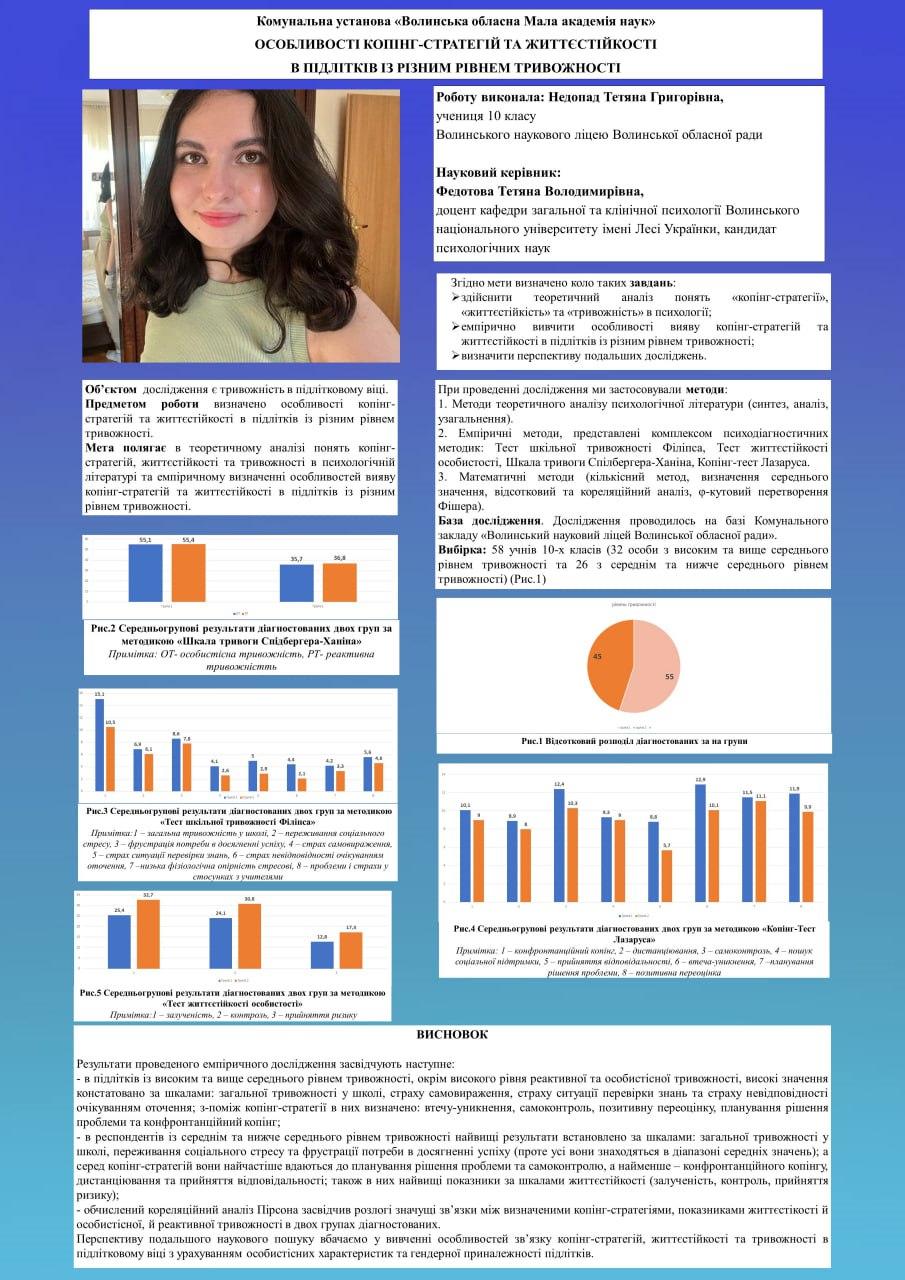 Комунальна установа «Волинська обласна Мала академія наук»
ОСОБЛИВОСТІ КОПІНГ-СТРАТЕГІЙ ТА ЖИТТЄСТІЙКОСТІ
В ПІДЛІТКІВ ІЗ РІЗНИМ РІВНЕМ ТРИВОЖНОСТІ
Роботу виконала: Недопад Тетяна Григорівна,
учениця 10 класу
Волинського наукового ліцею Волинської обласної ради
Науковий керівник:
Федотова Тетяна Володимирівна,
доцент кафедри загальної та клінічної психології Волинського
національного університету імені Лесі Українки, кандидат
психологічних наук
Згідно мети визначено коло таких завдань:
➢здійснити теоретичний аналіз понять «копінг-стратегії»,
«життєстійкість» та «тривожність» в психології;
➢емпірично вивчити особливості вияву копінг-стратегій та
життєстійкості в підлітків із різним рівнем тривожності;
➢визначити перспективу подальших досліджень.
Об’єктом дослідження є тривожність в підлітковому віці.
Предметом роботи визначено особливості копінг-
стратегій та життєстійкості в підлітків із різним рівнем
тривожності.
Мета полягає в теоретичному аналізі понять копінг-
стратегій, життєстійкості та тривожності в психологічній
літературі та емпіричному визначенні особливостей вияву
копінг-стратегій та життєстійкості в підлітків із різним
рівнем тривожності.
При проведенні дослідження ми застосовували методи:
1. Методи теоретичного аналізу психологічної літератури (синтез, аналіз,
узагальнення).
2. Емпіричні методи, представлені комплексом психодіагностичних
методик: Тест шкільної тривожності Філіпса, Тест життєстійкості
особистості, Шкала тривоги Спілбергера-Ханіна, Копінг-тест Лазаруса.
3. Математичні методи (кількісний метод, визначення середнього
значення, відсотковий та кореляційний аналіз, φ-кутовий перетворення
Фішера).
База дослідження. Дослідження проводилось на базі Комунального
закладу «Волинський науковий ліцей Волинської обласної ради».
Вибірка: 58 учнів 10-х класів (32 особи з високим та вище середнього
рівнем тривожності та 26 з середнім та нижче середнього рівнем
тривожності) (Рис.1)
55,1 55,4 35,7 36,8
Рис.2 Середньогрупові результати діагностованих двох груп за
методикою «Шкала тривоги Спідбергера-Ханіна»
Примітка: ОТ- особистісна тривожність, РТ- реактивна
тривожністть
рівень тривожності
45
55
Рис.1 Відсотковий розподіл діагностованих за на групи
15,1 10,5 6,9 6,1 8,6 7,8 4,1 2,6 5 2,9 4,4 2,1 4,2 3,3 5,6 4,6
Рис.3 Середньогрупові результати діагностованих двох груп за методикою
«Тест шкільної тривожності Філіпса»
Примітка:1 – загальна тривожність у школі, 2 – переживання соціального
стресу, 3 – фрустрація потреби в досягненні успіху, 4 – страх самовираження,
5 – страх ситуації перевірки знань, 6 – страх невідповідності очікуванням
оточення, 7 –низька фізіологічна опірність стресові, 8 – проблеми і страхи у
стосунках з учителями
10,1 9 8,9 8 12,4 10,3 9,3 9 8,8 5,7 12,9 10,1 11,5 11,1 11,9 9,9
Рис.4 Середньогрупові результати діагностованих двох груп за методикою «Копінг-Тест
Лазаруса»
Примітка: 1 – конфронтанційний копінг, 2 – дистанціювання, 3 – самоконтроль, 4 – пошук
соціальної підтримки, 5 – прийняття відповідальності, 6 – втеча-уникнення, 7 –планування
рішення проблеми, 8 – позитивна переоцінка
25,4 32,7 24,1 30,8 12,8 17,3
Рис.5 Середньогрупові результати діагностованих двох груп за методикою
«Тест життєстійкості особистості»
Примітка:1 – залученість, 2 – контроль, 3 – прийняття ризику
ВИСНОВОК
Результати проведеного емпіричного дослідження засвідчують наступне:
- в підлітків із високим та вище середнього рівнем тривожності, окрім високого рівня реактивної та особистісної тривожності, високі значення
констатовано за шкалами: загальної тривожності у школі, страху самовираження, страху ситуації перевірки знань та страху невідповідності
очікуванням оточення; з-поміж копінг-стратегії в них визначено: втечу-уникнення, самоконтроль, позитивну переоцінку, планування рішення
проблеми та конфронтанційний копінг;
- в респондентів із середнім та нижче середнього рівнем тривожності найвищі результати встановлено за шкалами: загальної тривожності у
школі, переживання соціального стресу та фрустрації потреби в досягненні успіху (проте усі вони знаходяться в діапазоні середніх значень); а
серед копінг-стратегій вони найчастіше вдаються до планування рішення проблеми та самоконтролю, а найменше – конфронтанційного копінгу,
дистанціювання та прийняття відповідальності; також в них найвищі показники за шкалами життєстійкості (залученість, контроль, прийняття
ризику);
- обчислений кореляційний аналіз Пірсона засвідчив розлогі значущі зв’язки між визначеними копінг-стратегіями, показниками життєстікості й
особистісної, й реактивної тривожності в двох групах діагностованих.
Перспективу подальшого наукового пошуку вбачаємо у вивченні особливостей зв’язку копінг-стратегій, життєстійкості та тривожності в
підлітковому віці з урахуванням особистісних характеристик та гендерної приналежності підлітків.